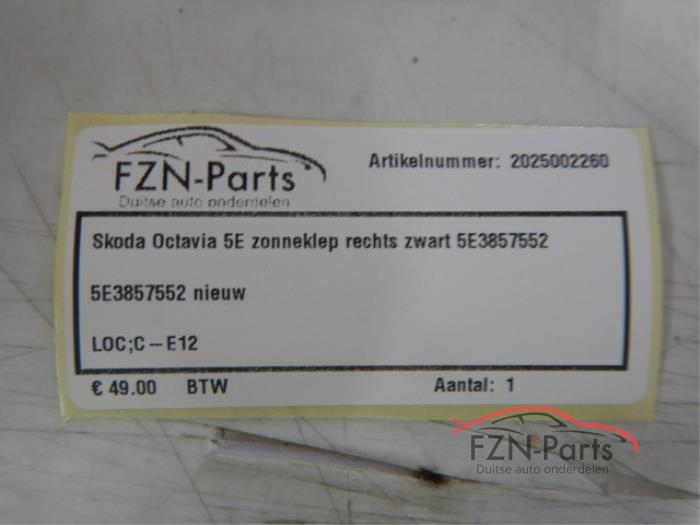 FZN-Parts
Duitse auto onderdelen
Artikelnummer: 2025002260
Skoda Octavia 5E zonneklep rechts zwart 5E3857552
5E3857552 nieuw
LOC;C-E12
€ 49.00 BTW Aantal: 1
FZN-Parts
Duitse auto onderdelen